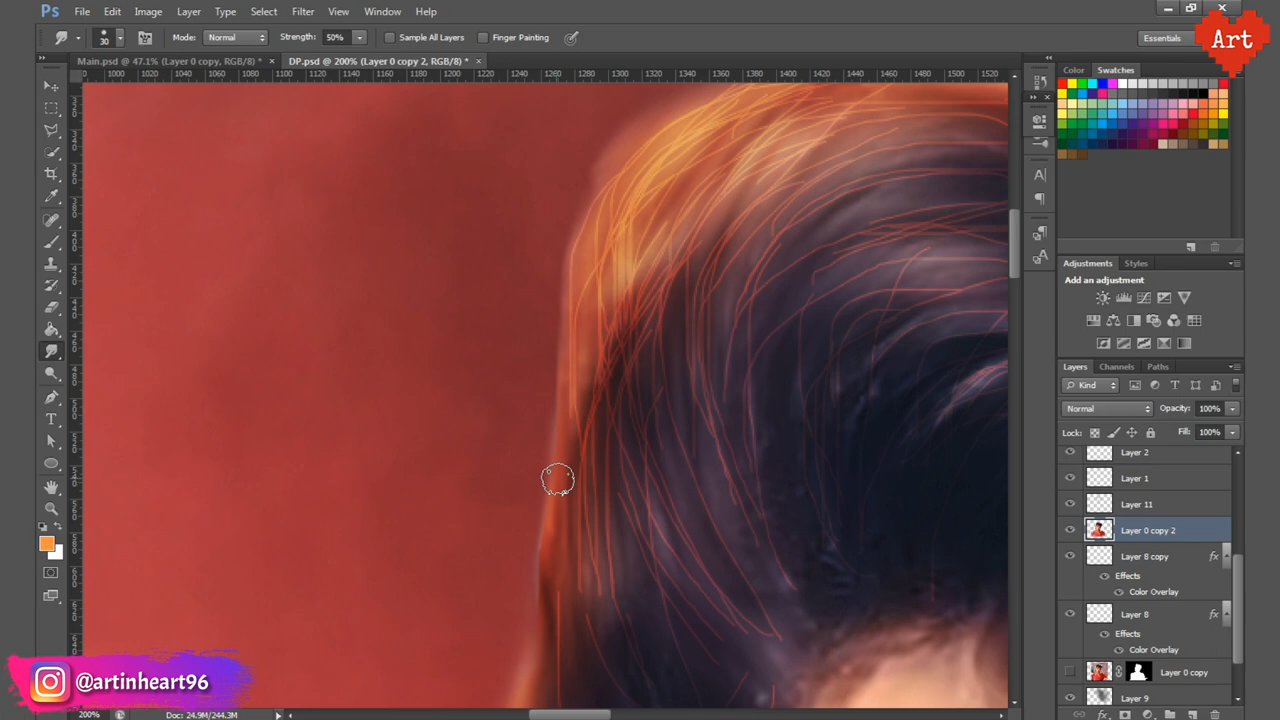 Ps File Edit Image Layer Type Select Filter View Window Help
30 Mode: Normal Strength: 50% Sample All Layers Finger Painting Essentials
Art
Main.psd @ 47.1% (Layer 0 copy, RGB/8) * × DP.psd @ 200% (Layer 0 copy 2, RGB/8) * ×
1000 1020 1040 1060 1080 1100 1120 1140 1160 1180 1200 1220 1240 1260 1280 1300 1320 1340 1360 1380 1400 1420 1440 1460 1480 1500 1520
Color Swatches
Adjustments Styles
Add an adjustment
Layers Channels Paths
Kind
Normal Opacity: 100%
Lock: Fill: 100%
Layer 2
Layer 1
Layer 11
Layer 0 copy 2
Layer 8 copy fx
Effects
Color Overlay
Layer 8 fx
Effects
Color Overlay
Layer 0 copy
Layer 9
@artinheart96
200% Doc: 24.9M/244.3M